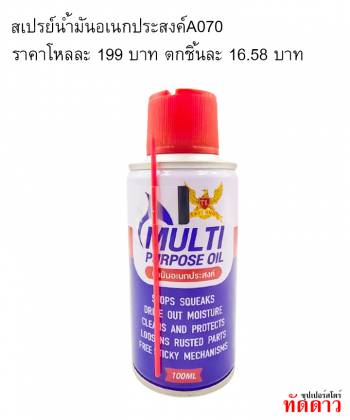 สเปรย์น้ำมันอเนกประสงค์A070
ราคาโหลละ 199 บาท ตกชิ้นละ 16.58 บาท
MULTI
PURPOSE OIL
น้ำมันอเนกประสงค์
STOPS SQUEAKS
DRIVE OUT MOISTURE
CLEANS AND PROTECTS
LOOSENS RUSTED PARTS
FREE STICKY MECHANISMS
100ML
ซุปเปอร์สโตร์
ทัดดาว